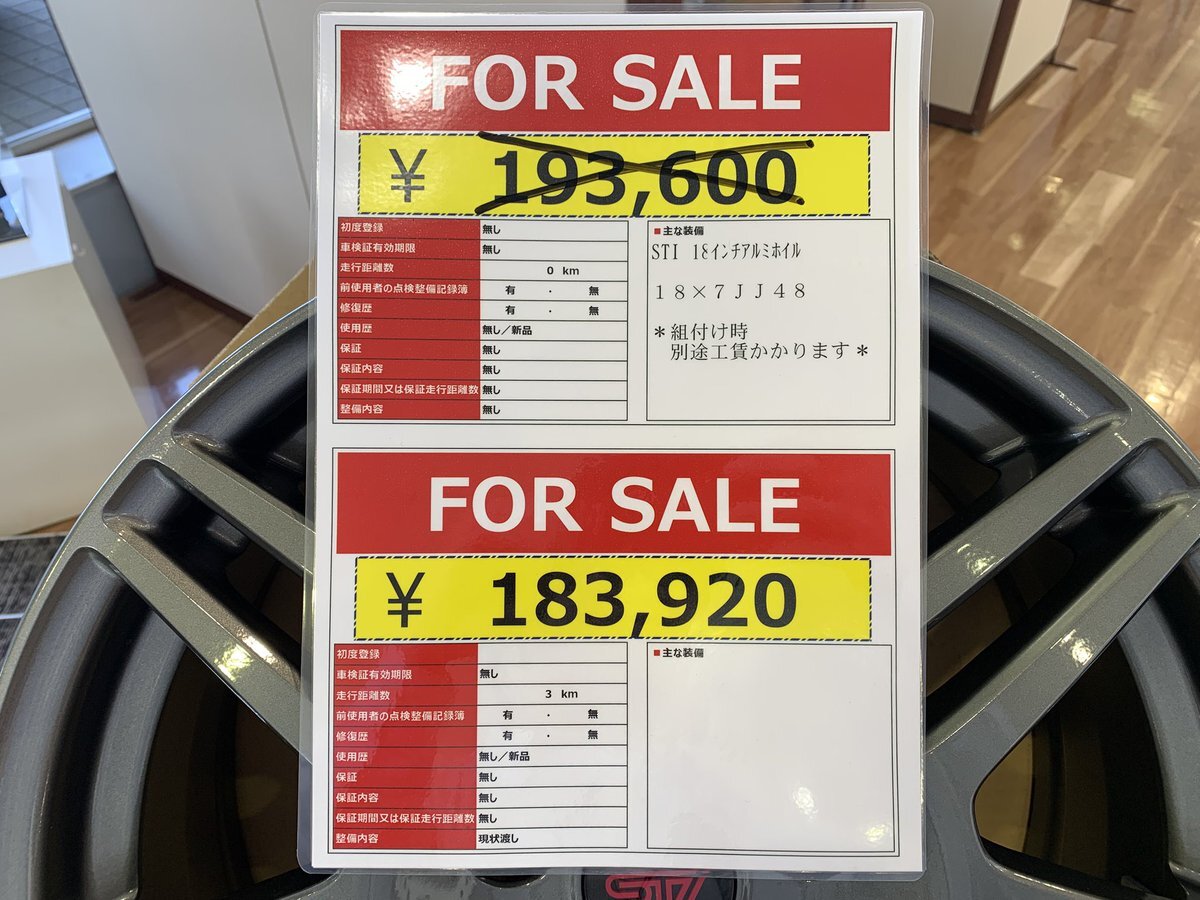 FOR SALE
¥ 193,600
初度登録 無し
車検証有効期限 無し
走行距離数 0 km
前使用者の点検整備記録簿 有 ・ 無
修復歴 有 ・ 無
使用歴 無し／新品
保証 無し
保証内容 無し
保証期間又は保証走行距離数 無し
整備内容 無し
■主な装備
STI 18インチアルミホイル
１８×７ＪＪ４８
＊組付け時
別途工賃かかります＊
FOR SALE
¥ 183,920
初度登録
車検証有効期限 無し
走行距離数 3 km
前使用者の点検整備記録簿 有 ・ 無
修復歴 有 ・ 無
使用歴 無し／新品
保証 無し
保証内容 無し
保証期間又は保証走行距離数 無し
整備内容 現状渡し
■主な装備
STI